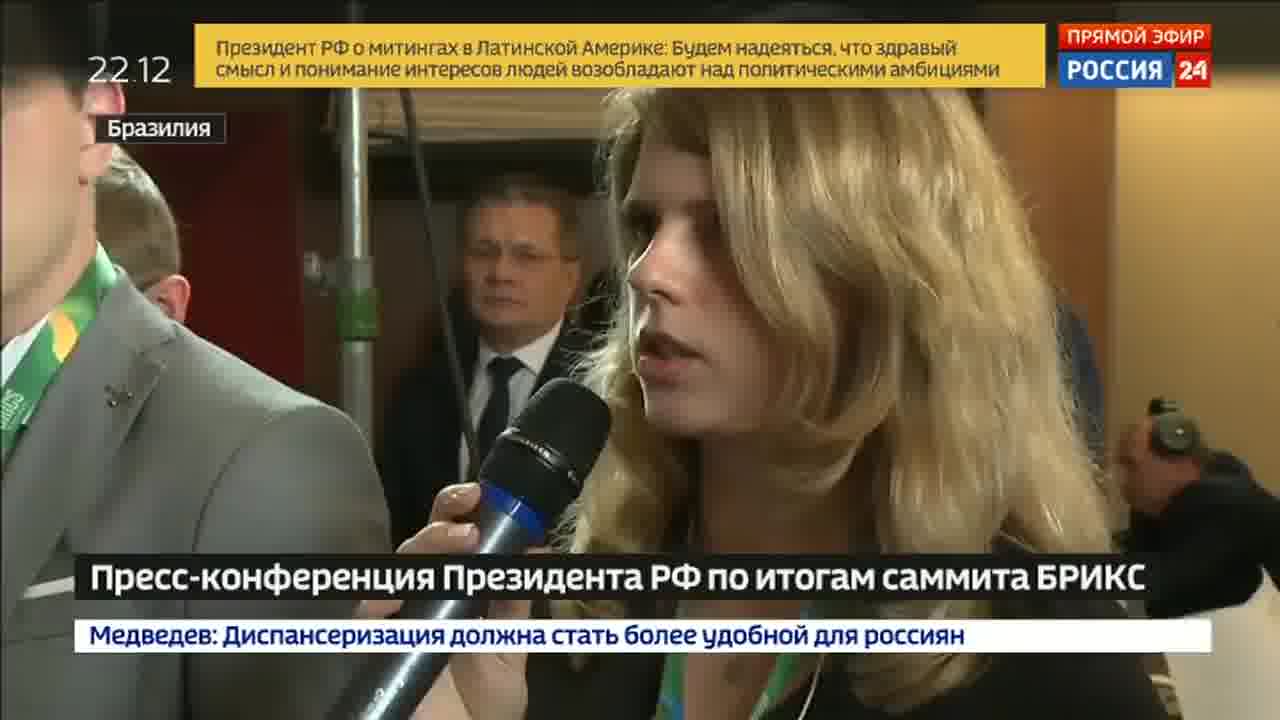 22.12
Президент РФ о митингах в Латинской Америке: Будем надеяться, что здравый
смысл и понимание интересов людей возобладают над политическими амбициями
ПРЯМОЙ ЭФИР
РОССИЯ 24
Бразилия
Пресс-конференция Президента РФ по итогам саммита БРИКС
Медведев: Диспансеризация должна стать более удобной для россиян